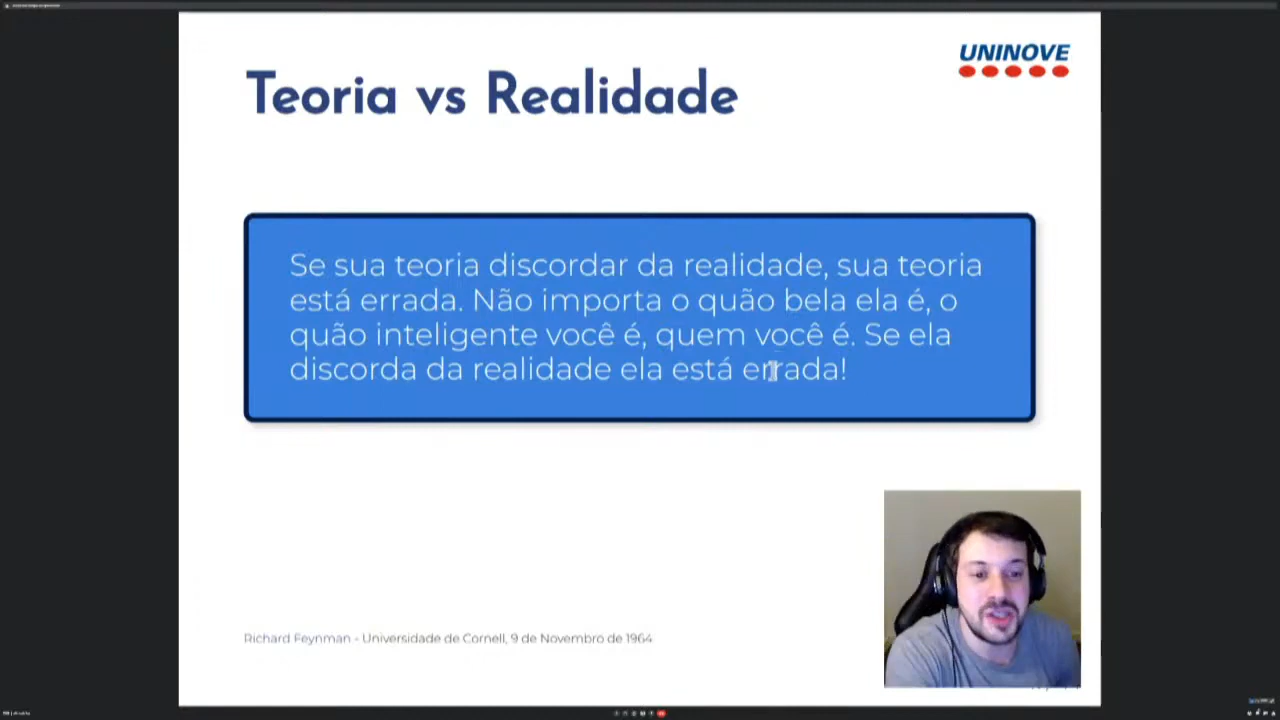 UNINOVE
Teoria vs Realidade
Se sua teoria discordar da realidade, sua teoria
está errada. Não importa o quão bela ela é, o
quão inteligente você é, quem você é. Se ela
discorda da realidade ela está errada!
Richard Feynman - Universidade de Cornell, 9 de Novembro de 1964